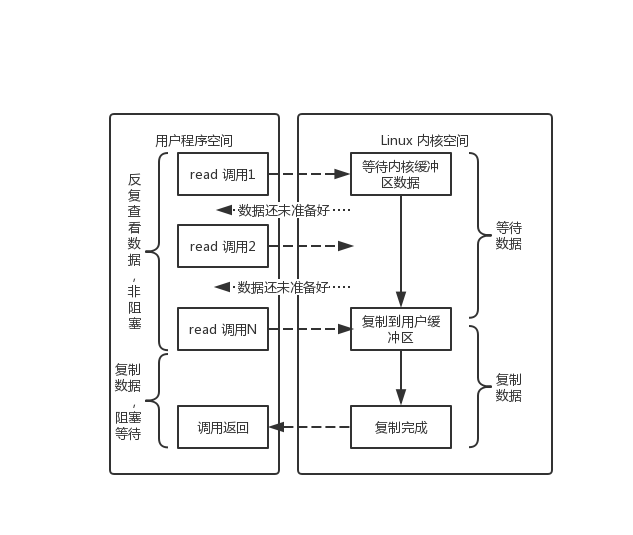 用户程序空间
Linux 内核空间
反
复
查
看
数
据
,
非
阻
塞
read 调用1
等待内核缓冲
区数据
数据还未准备好
read 调用2
等待
数据
数据还未准备好
read 调用N
复制到用户缓
冲区
复制
数据
,
阻塞
等待
复制
数据
调用返回
复制完成